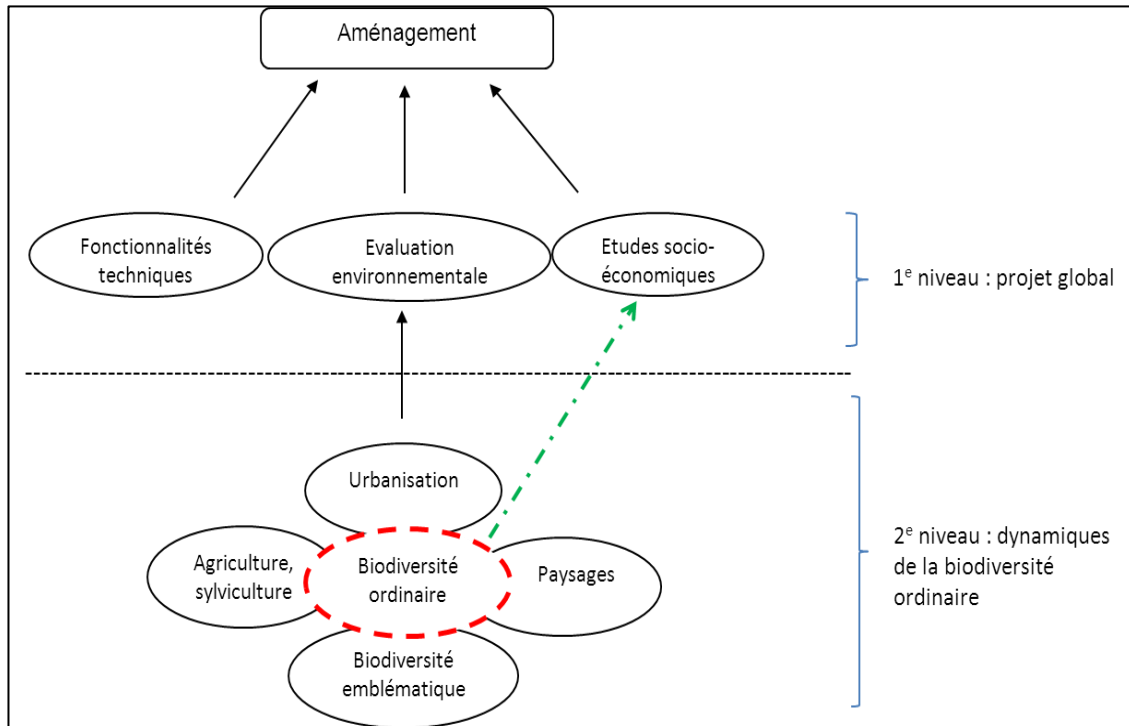 Aménagement
Fonctionnalités
techniques
Evaluation
environnementale
Etudes socio-
économiques
1e niveau : projet global
Urbanisation
Agriculture,
sylviculture
Biodiversité
ordinaire
Paysages
Biodiversité
emblématique
2e niveau : dynamiques
de la biodiversité
ordinaire